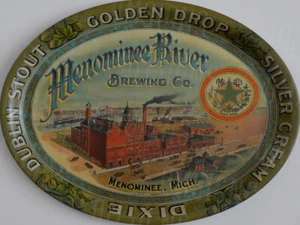 GOLDEN DROP
DUBLIN STOUT
SILVER CREAM
DIXIE
Menominee River
BREWING CO.
MENOMINEE, MICH.